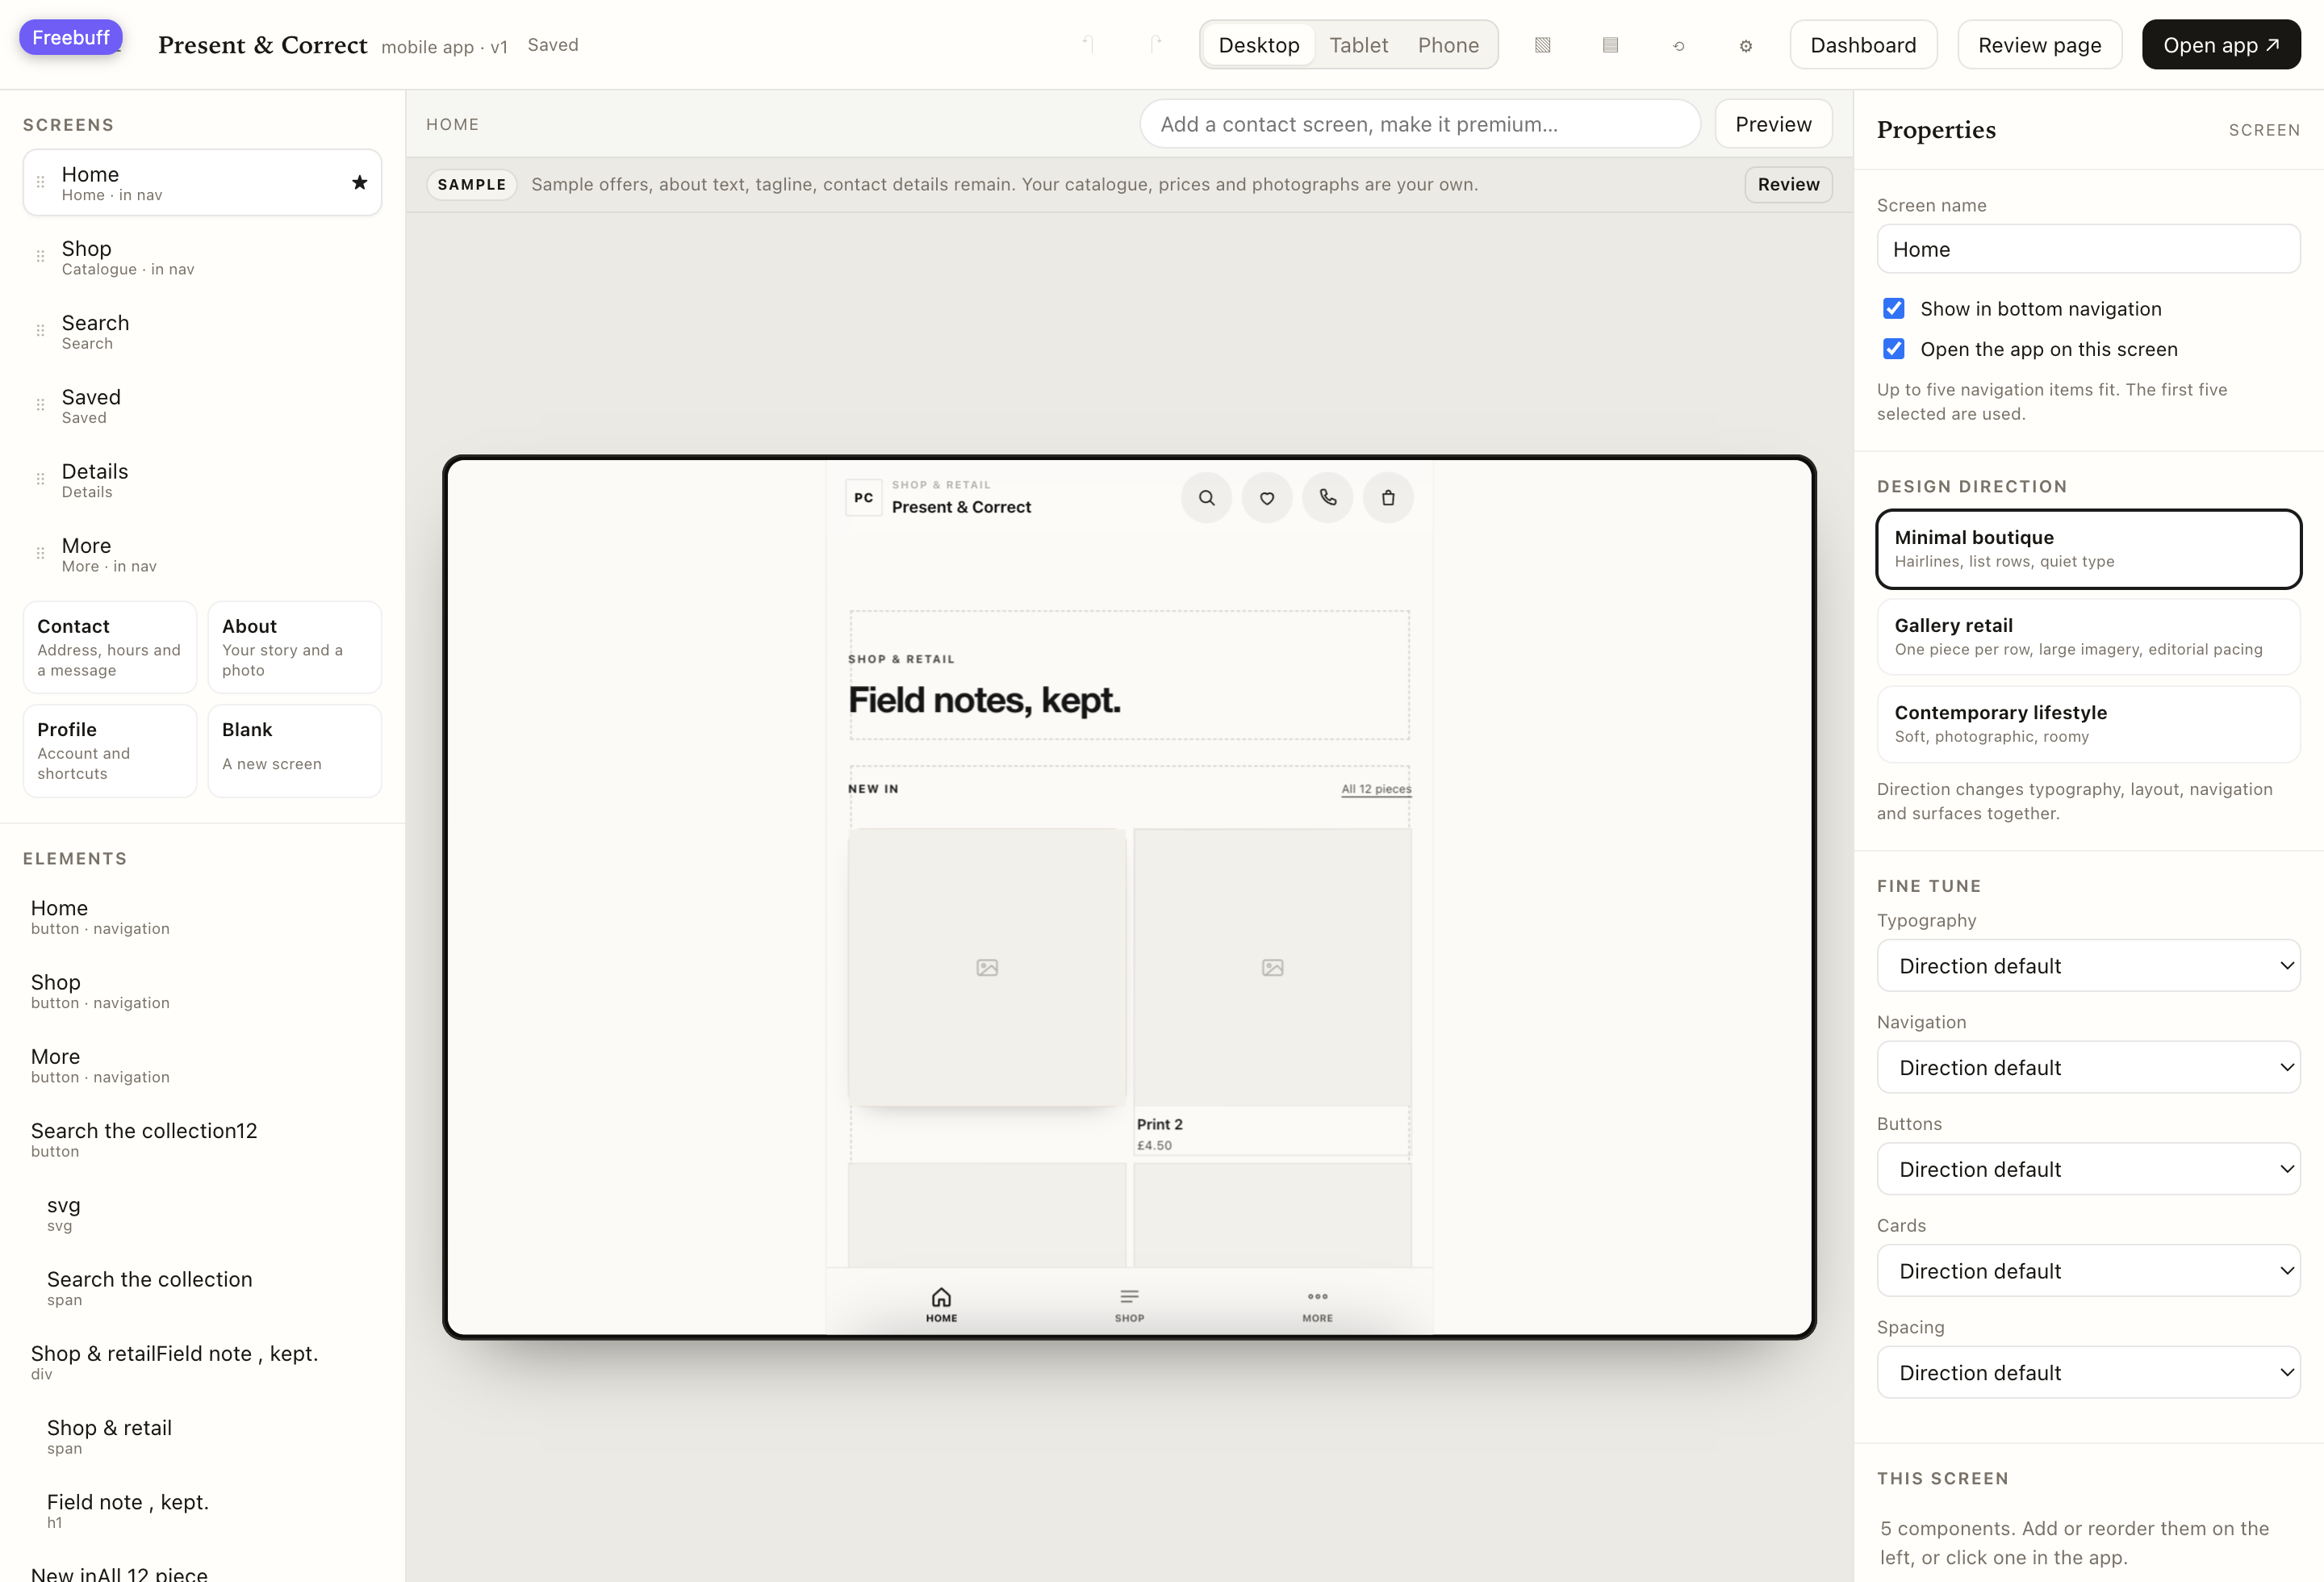 Freebuff
Present & Correct mobile app · v1 Saved
Desktop Tablet Phone
Dashboard
Review page
Open app ↗
SCREENS
Home
Home · in nav
Shop
Catalogue · in nav
Search
Search
Saved
Saved
Details
Details
More
More · in nav
Contact
Address, hours and
a message
About
Your story and a
photo
Profile
Account and
shortcuts
Blank
A new screen
ELEMENTS
Home
button · navigation
Shop
button · navigation
More
button · navigation
Search the collection12
button
svg
svg
Search the collection
span
Shop & retailField note , kept.
div
Shop & retail
span
Field note , kept.
h1
New inAll 12 piece
HOME
Add a contact screen, make it premium...
Preview
SAMPLE Sample offers, about text, tagline, contact details remain. Your catalogue, prices and photographs are your own.
Review
PC
SHOP & RETAIL
Present & Correct
SHOP & RETAIL
Field notes, kept.
NEW IN
All 12 pieces
Print 2
£4.50
HOME
SHOP
MORE
Properties
SCREEN
Screen name
Home
Show in bottom navigation
Open the app on this screen
Up to five navigation items fit. The first five
selected are used.
DESIGN DIRECTION
Minimal boutique
Hairlines, list rows, quiet type
Gallery retail
One piece per row, large imagery, editorial pacing
Contemporary lifestyle
Soft, photographic, roomy
Direction changes typography, layout, navigation
and surfaces together.
FINE TUNE
Typography
Direction default
Navigation
Direction default
Buttons
Direction default
Cards
Direction default
Spacing
Direction default
THIS SCREEN
5 components. Add or reorder them on the
left, or click one in the app.